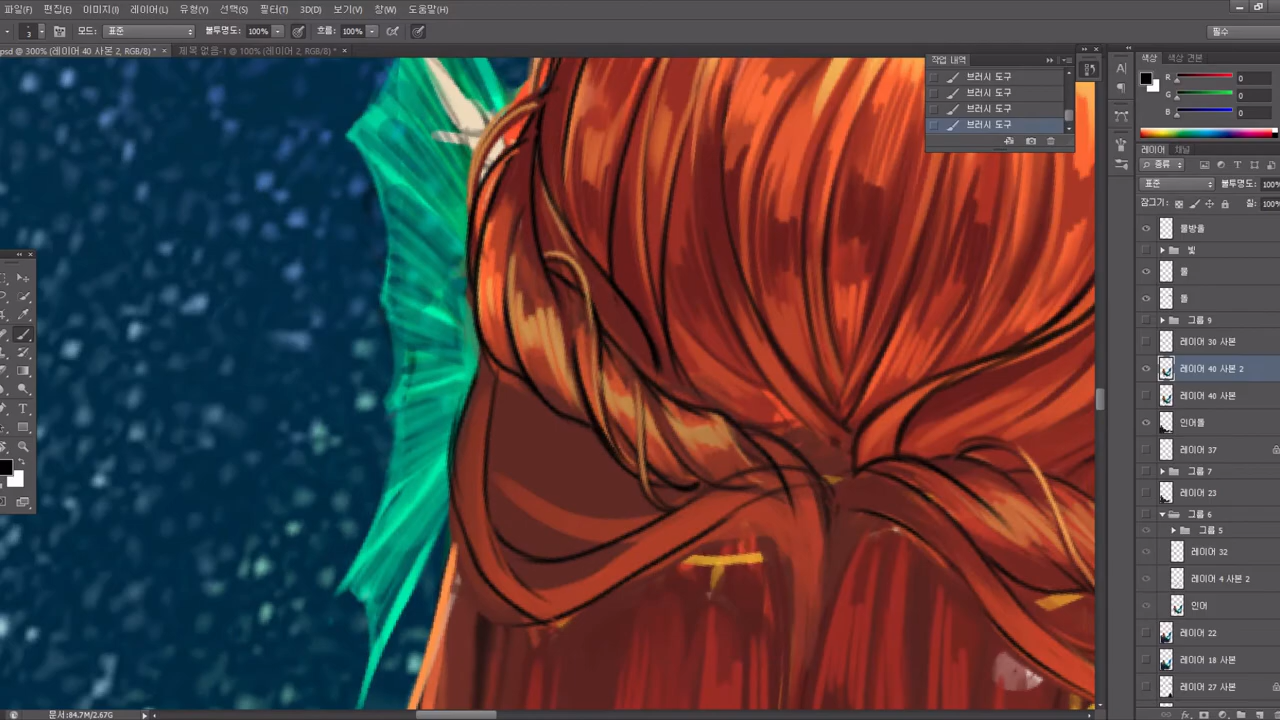 파일(F) 편집(E) 이미지(I) 레이어(L) 유형(Y) 선택(S) 필터(T) 3D(D) 보기(V) 창(W) 도움말(H)
3 모드: 표준 불투명도: 100% 흐름: 100% 필수
psd @ 300% (레이어 40 사본 2, RGB/8) * × 제목 없음-1 @ 100% (레이어 2, RGB/8) * ×
작업 내역
브러시 도구
브러시 도구
브러시 도구
브러시 도구
색상 색상 견본
R 0
G 0
B 0
레이어 채널
종류
표준 불투명도: 100%
잠그기: 칠: 100%
물방울
빛
물
돌
그룹 9
레이어 30 사본
레이어 40 사본 2
레이어 40 사본
인어틀
레이어 37
그룹 7
레이어 23
그룹 6
그룹 5
레이어 32
레이어 4 사본 2
인어
레이어 22
레이어 18 사본
레이어 27 사본
문서:84.7M/2.67G